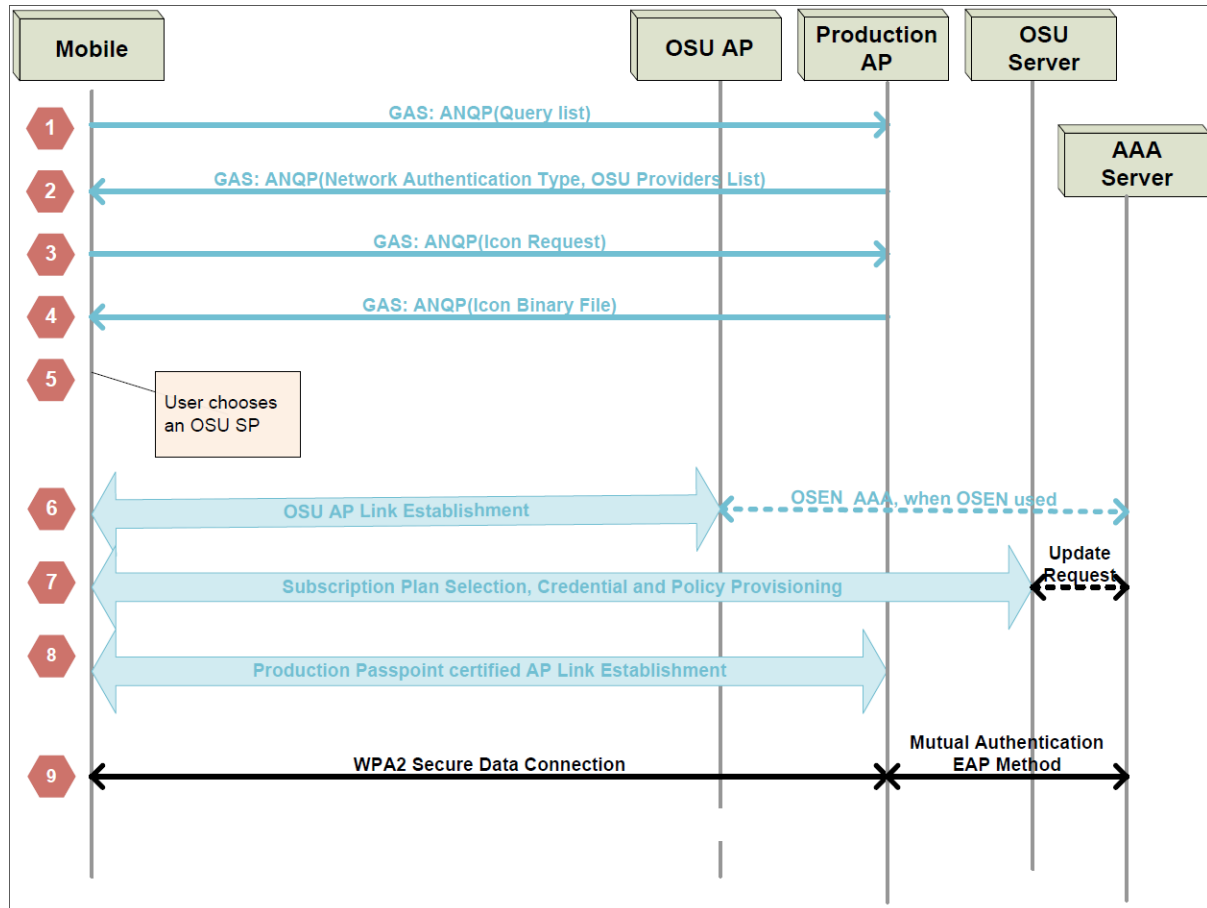 Mobile
OSU AP
Production
AP
OSU
Server
AAA
Server
1
GAS: ANQP(Query list)
2
GAS: ANQP(Network Authentication Type, OSU Providers List)
3
GAS: ANQP(Icon Request)
4
GAS: ANQP(Icon Binary File)
5
User chooses
an OSU SP
6
OSU AP Link Establishment
OSEN AAA, when OSEN used
7
Subscription Plan Selection, Credential and Policy Provisioning
Update
Request
8
Production Passpoint certified AP Link Establishment
9
WPA2 Secure Data Connection
Mutual Authentication
EAP Method